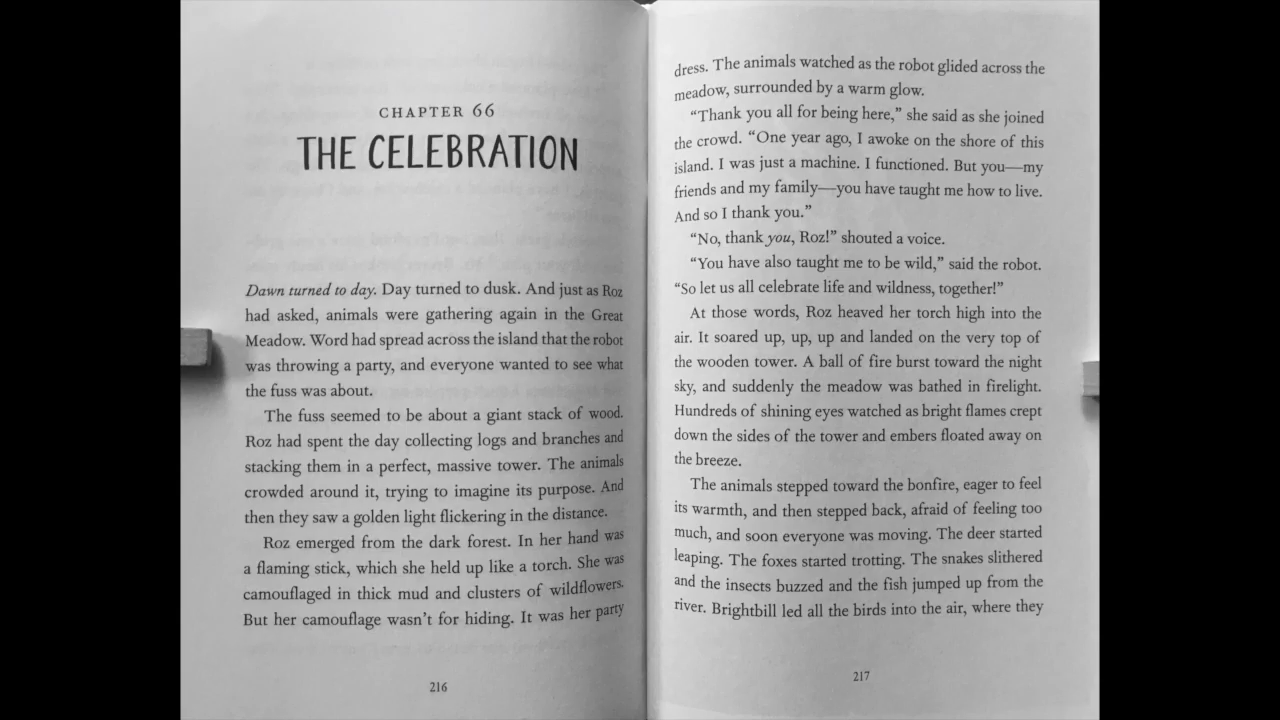 CHAPTER 66
THE CELEBRATION
Dawn turned to day. Day turned to dusk. And just as Roz
had asked, animals were gathering again in the Great
Meadow. Word had spread across the island that the robot
was throwing a party, and everyone wanted to see what
the fuss was about.
The fuss seemed to be about a giant stack of wood.
Roz had spent the day collecting logs and branches and
stacking them in a perfect, massive tower. The animals
crowded around it, trying to imagine its purpose. And
then they saw a golden light flickering in the distance.
Roz emerged from the dark forest. In her hand was
a flaming stick, which she held up like a torch. She was
camouflaged in thick mud and clusters of wildflowers.
But her camouflage wasn’t for hiding. It was her party
216
dress. The animals watched as the robot glided across the
meadow, surrounded by a warm glow.
“Thank you all for being here,” she said as she joined
the crowd. “One year ago, I awoke on the shore of this
island. I was just a machine. I functioned. But you—my
friends and my family—you have taught me how to live.
And so I thank you.”
“No, thank you, Roz!” shouted a voice.
“You have also taught me to be wild,” said the robot.
“So let us all celebrate life and wildness, together!”
At those words, Roz heaved her torch high into the
air. It soared up, up, up and landed on the very top of
the wooden tower. A ball of fire burst toward the night
sky, and suddenly the meadow was bathed in firelight.
Hundreds of shining eyes watched as bright flames crept
down the sides of the tower and embers floated away on
the breeze.
The animals stepped toward the bonfire, eager to feel
its warmth, and then stepped back, afraid of feeling too
much, and soon everyone was moving. The deer started
leaping. The foxes started trotting. The snakes slithered
and the insects buzzed and the fish jumped up from the
river. Brightbill led all the birds into the air, where they
217